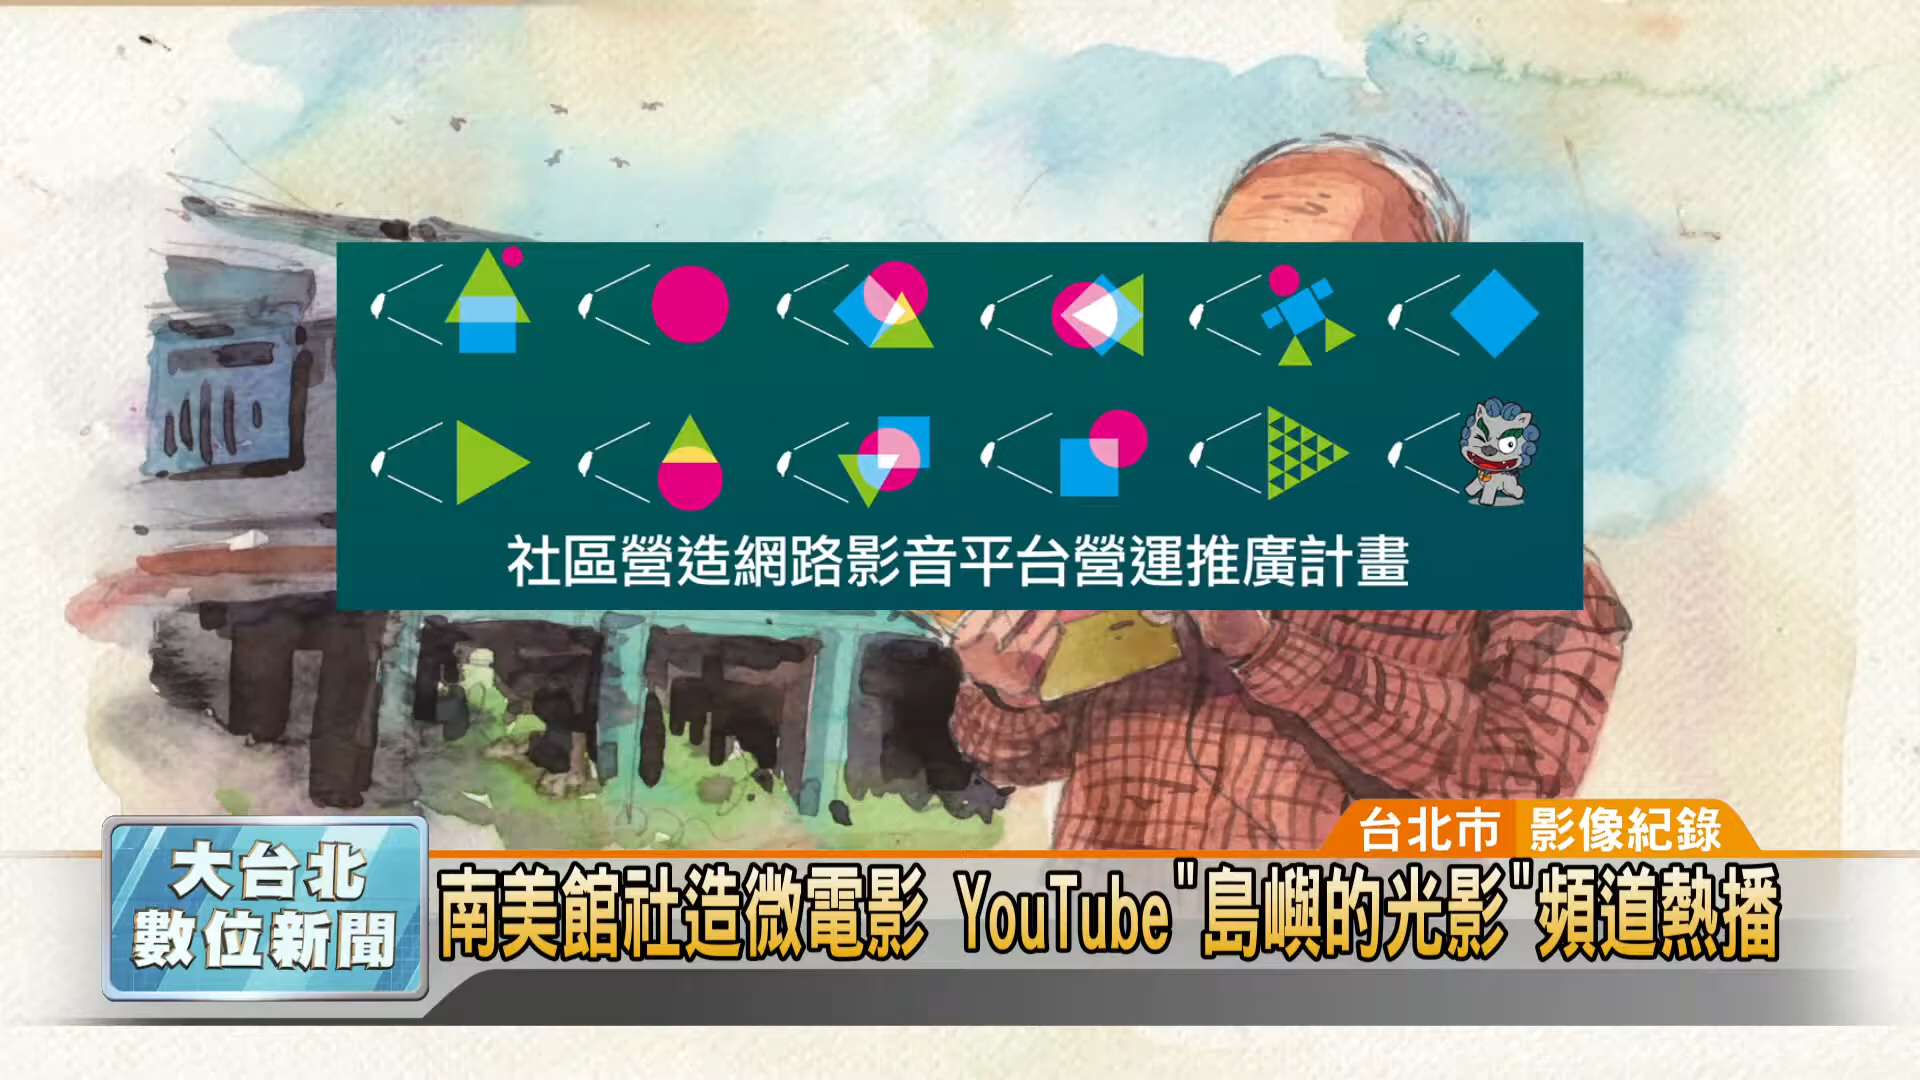 社區營造網路影音平台營運推廣計畫
台北市 影像紀錄
大台北
數位新聞
南美館社造微電影 YouTube"島嶼的光影"頻道熱播